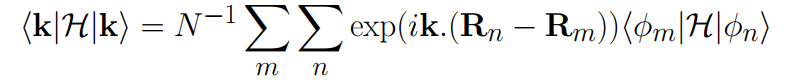 ⟨k|ℋ|k⟩ = N⁻¹ ∑ₘ ∑ₙ exp(ik.(Rₙ − Rₘ))⟨ϕₘ|ℋ|ϕₙ⟩